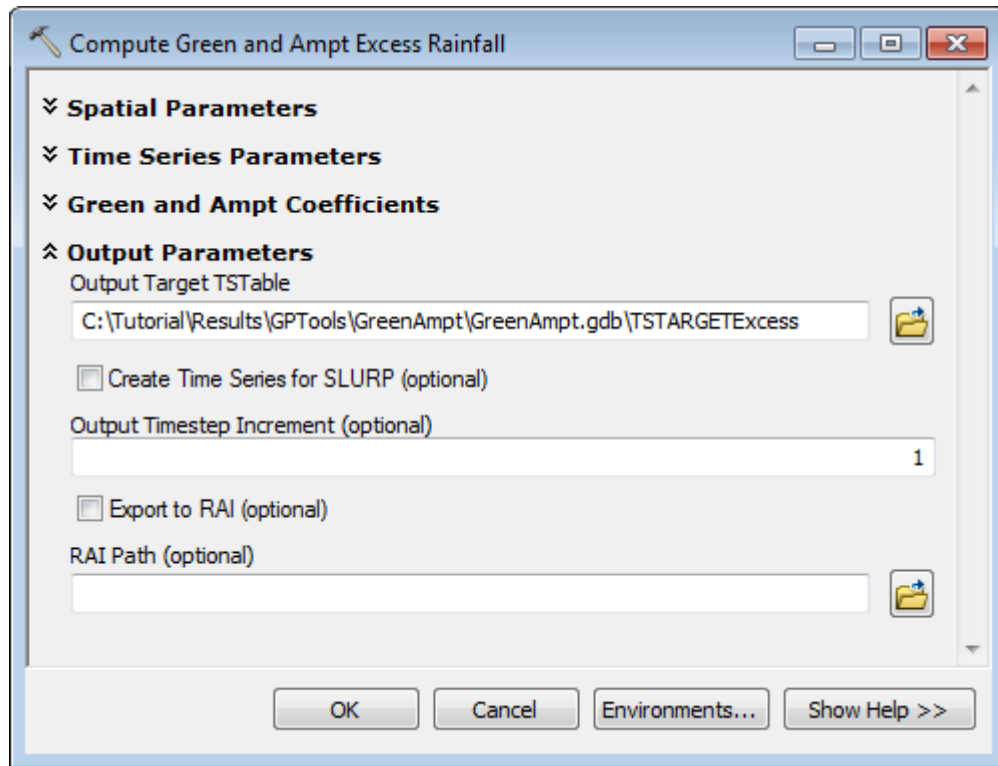 Compute Green and Ampt Excess Rainfall
Spatial Parameters
Time Series Parameters
Green and Ampt Coefficients
Output Parameters
Output Target TSTable
C:\Tutorial\Results\GPTools\GreenAmpt\GreenAmpt.gdb\TSTARGETExcess
Create Time Series for SLURP (optional)
Output Timestep Increment (optional)
1
Export to RAI (optional)
RAI Path (optional)
OK Cancel Environments... Show Help >>